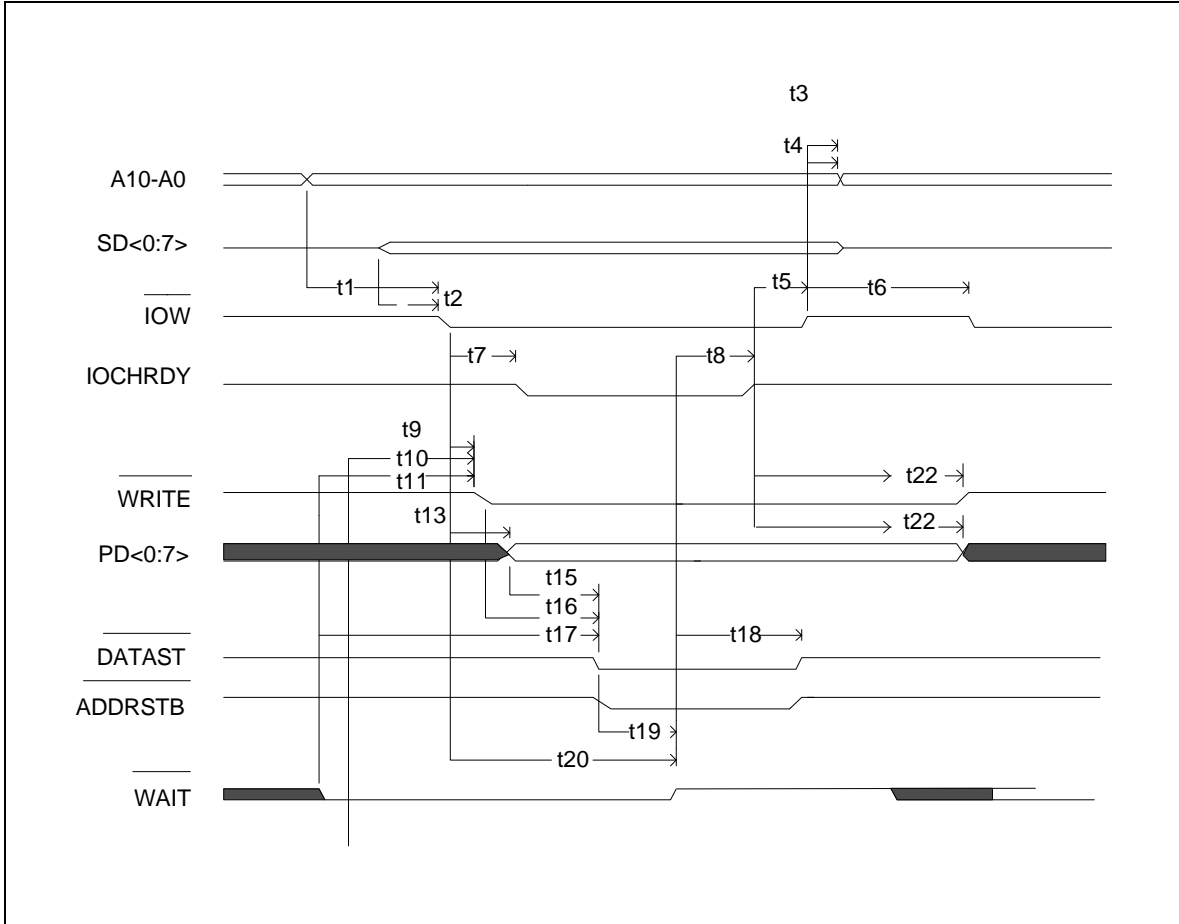 t3
t4
A10-A0
SD<0:7>
t1
t2
t5
t6
IOW
t7
t8
IOCHRDY
t9
t10
t11
t22
WRITE
t13
t22
PD<0:7>
t15
t16
t17
t18
DATAST
ADDRSTB
t19
t20
WAIT